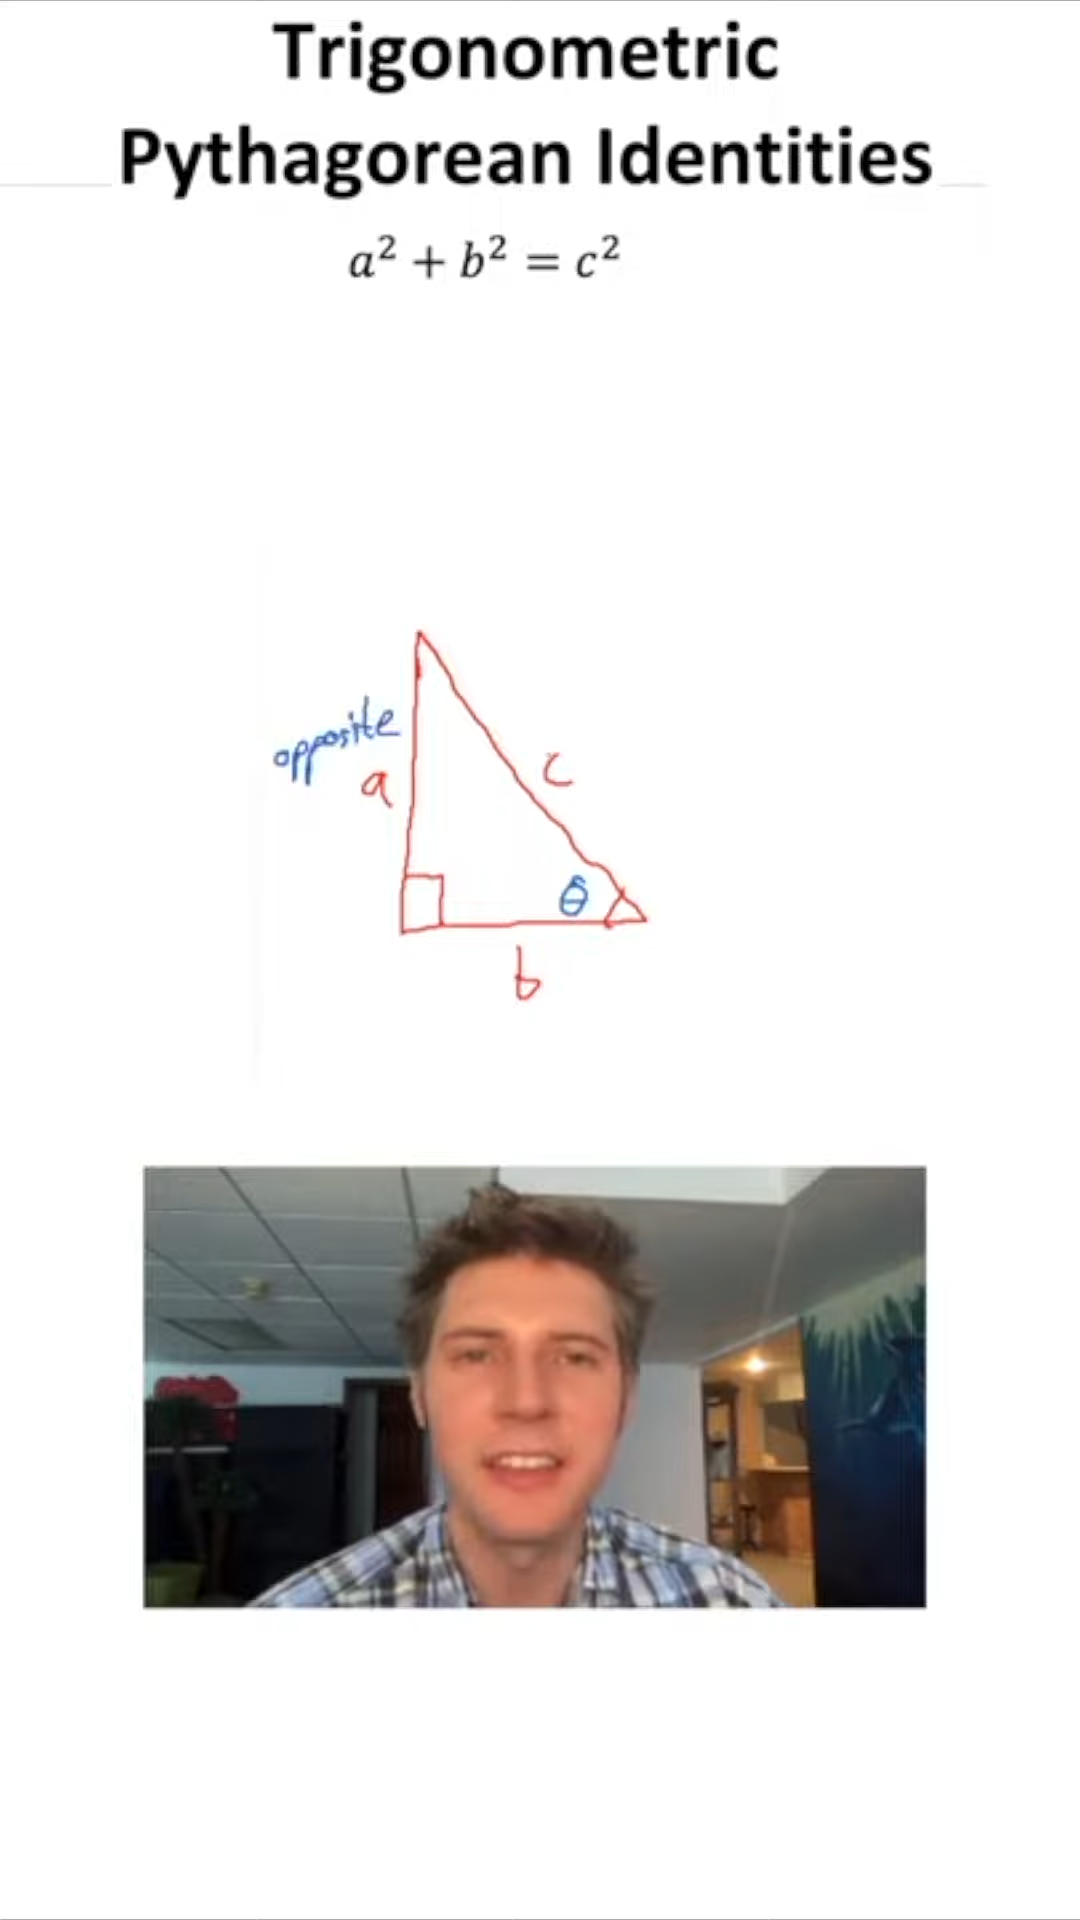 Trigonometric
Pythagorean Identities
a² + b² = c²
opposite
a
c
θ
b